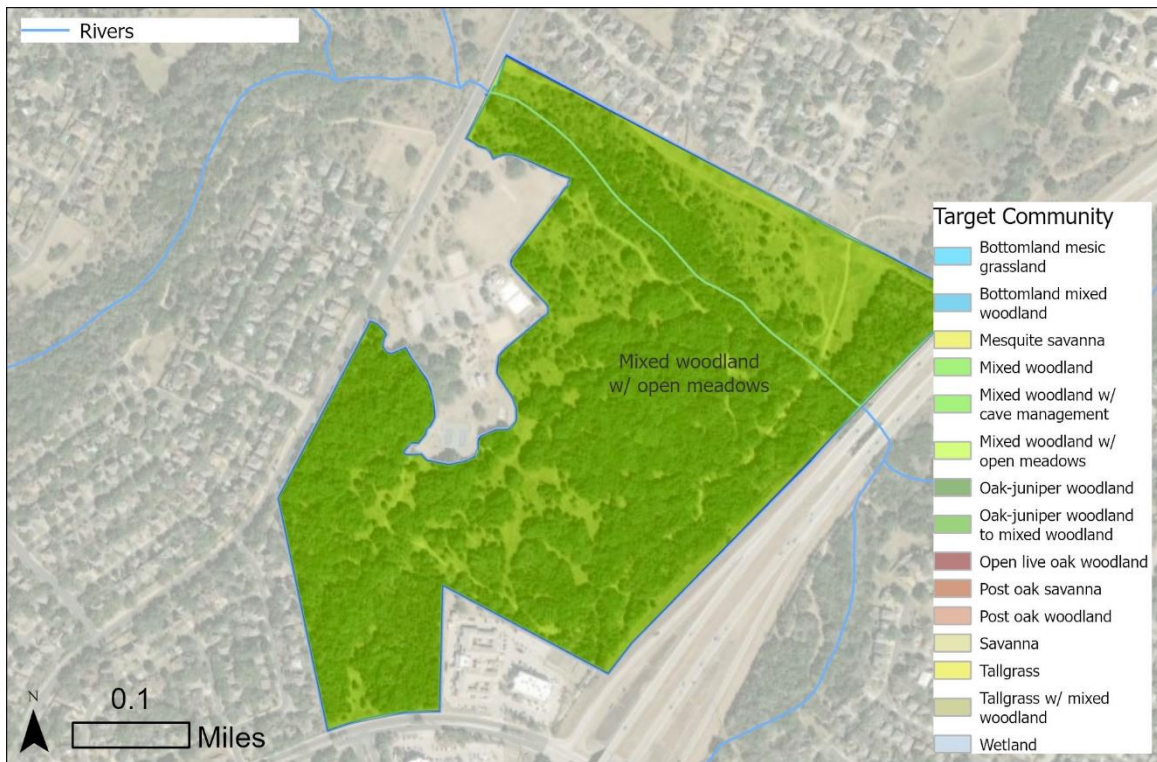 Rivers
Target Community
Bottomland mesic
grassland
Bottomland mixed
woodland
Mesquite savanna
Mixed woodland
Mixed woodland w/
cave management
Mixed woodland w/
open meadows
Oak-juniper woodland
Oak-juniper woodland
to mixed woodland
Open live oak woodland
Post oak savanna
Post oak woodland
Savanna
Tallgrass
Tallgrass w/ mixed
woodland
Wetland
Mixed woodland
w/ open meadows
N
0.1
Miles